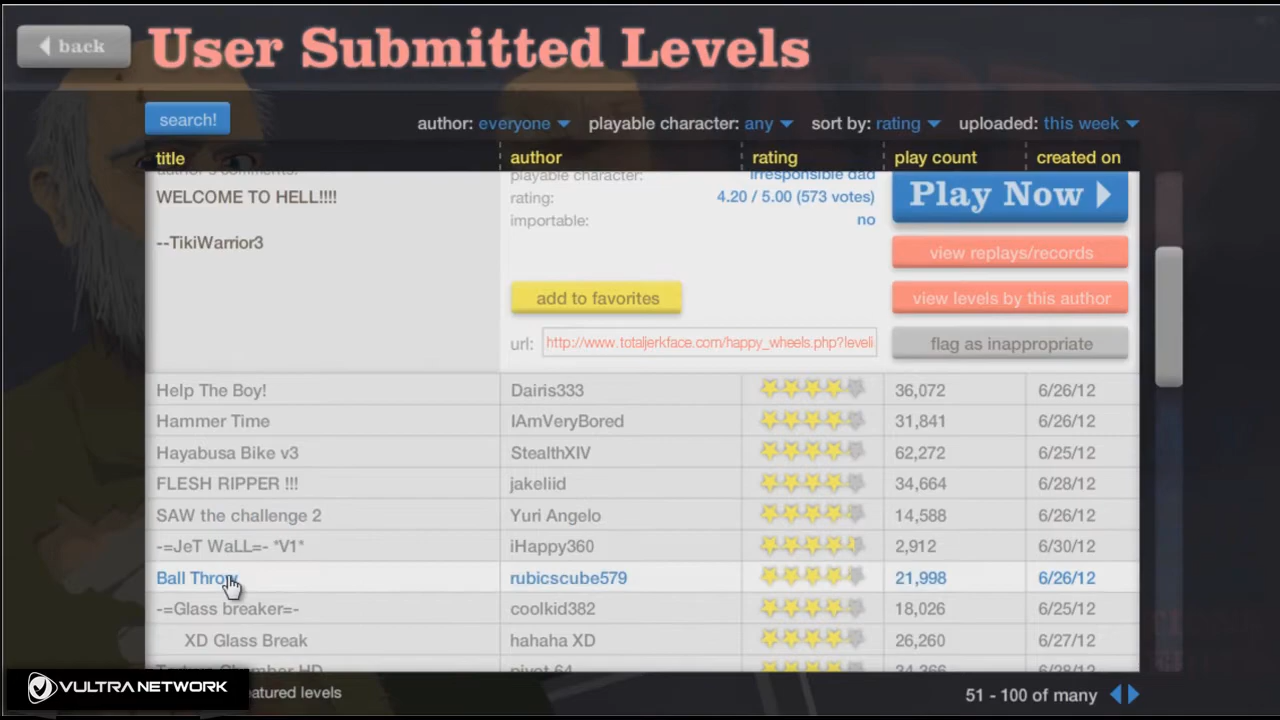 back
User Submitted Levels
search!
author: everyone playable character: any sort by: rating uploaded: this week
title author rating play count created on
author's comments:
playable character: irresponsible dad
WELCOME TO HELL!!!!
rating: 4.20 / 5.00 (573 votes)
Play Now
importable: no
--TikiWarrior3
view replays/records
add to favorites
view levels by this author
url: http://www.totaljerkface.com/happy_wheels.php?leveli
flag as inappropriate
Help The Boy! Dairis333 36,072 6/26/12
Hammer Time IAmVeryBored 31,841 6/26/12
Hayabusa Bike v3 StealthXIV 62,272 6/25/12
FLESH RIPPER !!! jakeliid 34,664 6/28/12
SAW the challenge 2 Yuri Angelo 14,588 6/26/12
-=JeT WaLL=- *V1* iHappy360 2,912 6/30/12
Ball Throw rubicscube579 21,998 6/26/12
-=Glass breaker=- coolkid382 18,026 6/25/12
XD Glass Break hahaha XD 26,260 6/27/12
VULTRA NETWORK
51 - 100 of many